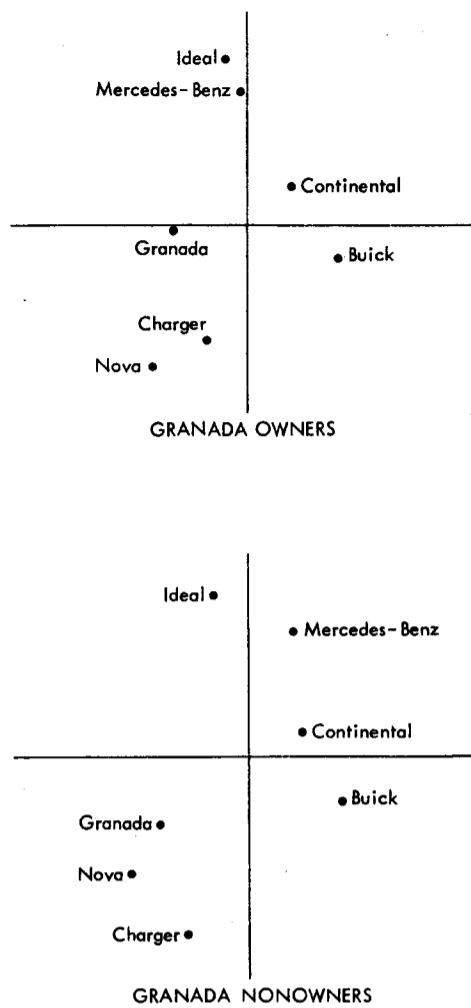 Ideal
Mercedes-Benz
Continental
Granada
Buick
Charger
Nova
GRANADA OWNERS
Ideal
Mercedes-Benz
Continental
Buick
Granada
Nova
Charger
GRANADA NONOWNERS